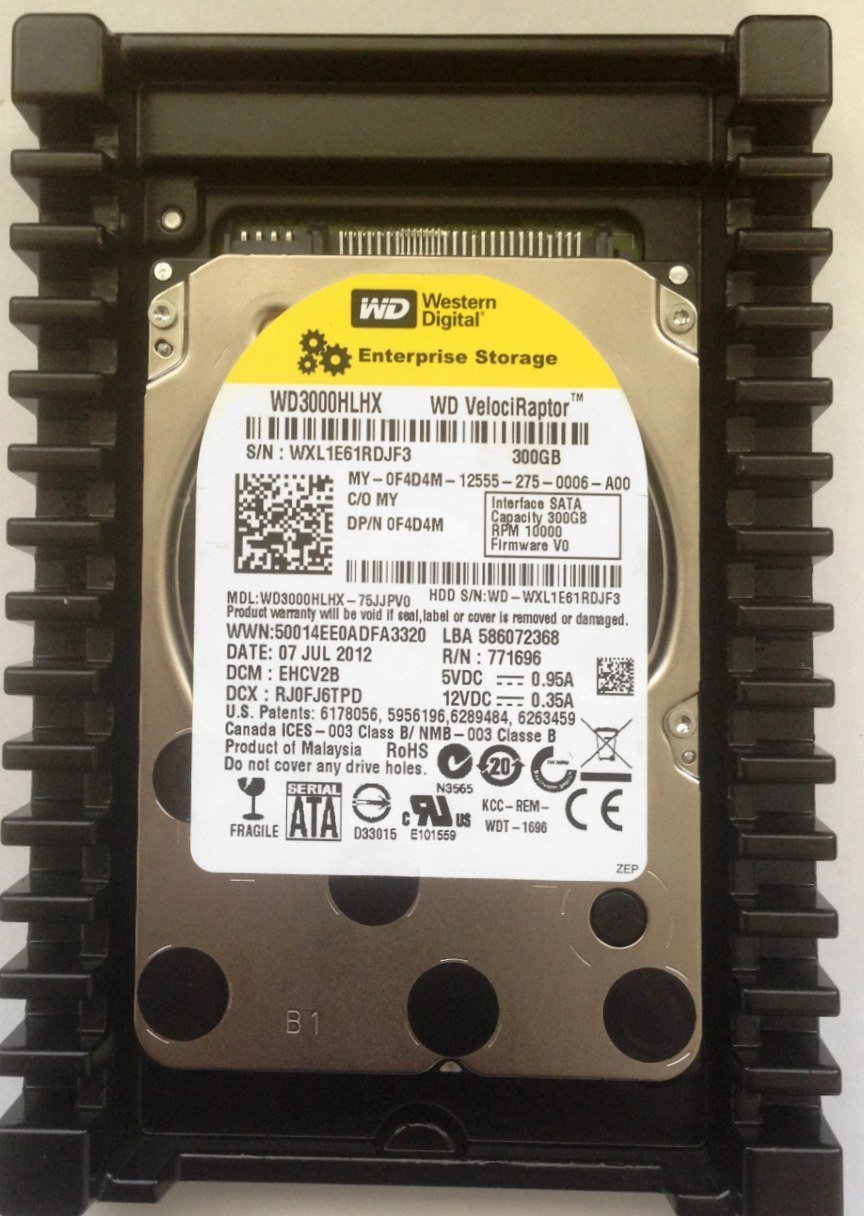 WD Western
Digital®
Enterprise Storage
WD3000HLHX WD VelociRaptor™
S/N : WXL1E61RDJF3 300GB
MY-0F4D4M-12555-275-0006-A00
C/O MY
DP/N 0F4D4M
Interface SATA
Capacity 300GB
RPM 10000
Firmware V0
MDL:WD3000HLHX-75JJPV0 HDD S/N:WD-WXL1E61RDJF3
Product warranty will be void if seal,label or cover is removed or damaged.
WWN:50014EE0ADFA3320 LBA 586072368
DATE: 07 JUL 2012 R/N : 771696
DCM : EHCV2B 5VDC ⎓ 0.95A
DCX : RJ0FJ6TPD 12VDC ⎓ 0.35A
U.S. Patents: 6178056, 5956196,6289484, 6263459
Canada ICES-003 Class B/ NMB-003 Classe B
Product of Malaysia RoHS
Do not cover any drive holes.
20
N3565
FRAGILE
SERIAL
ATA
D33015
c UL US
E101559
KCC-REM-
WDT-1696
CE
ZEP
B1